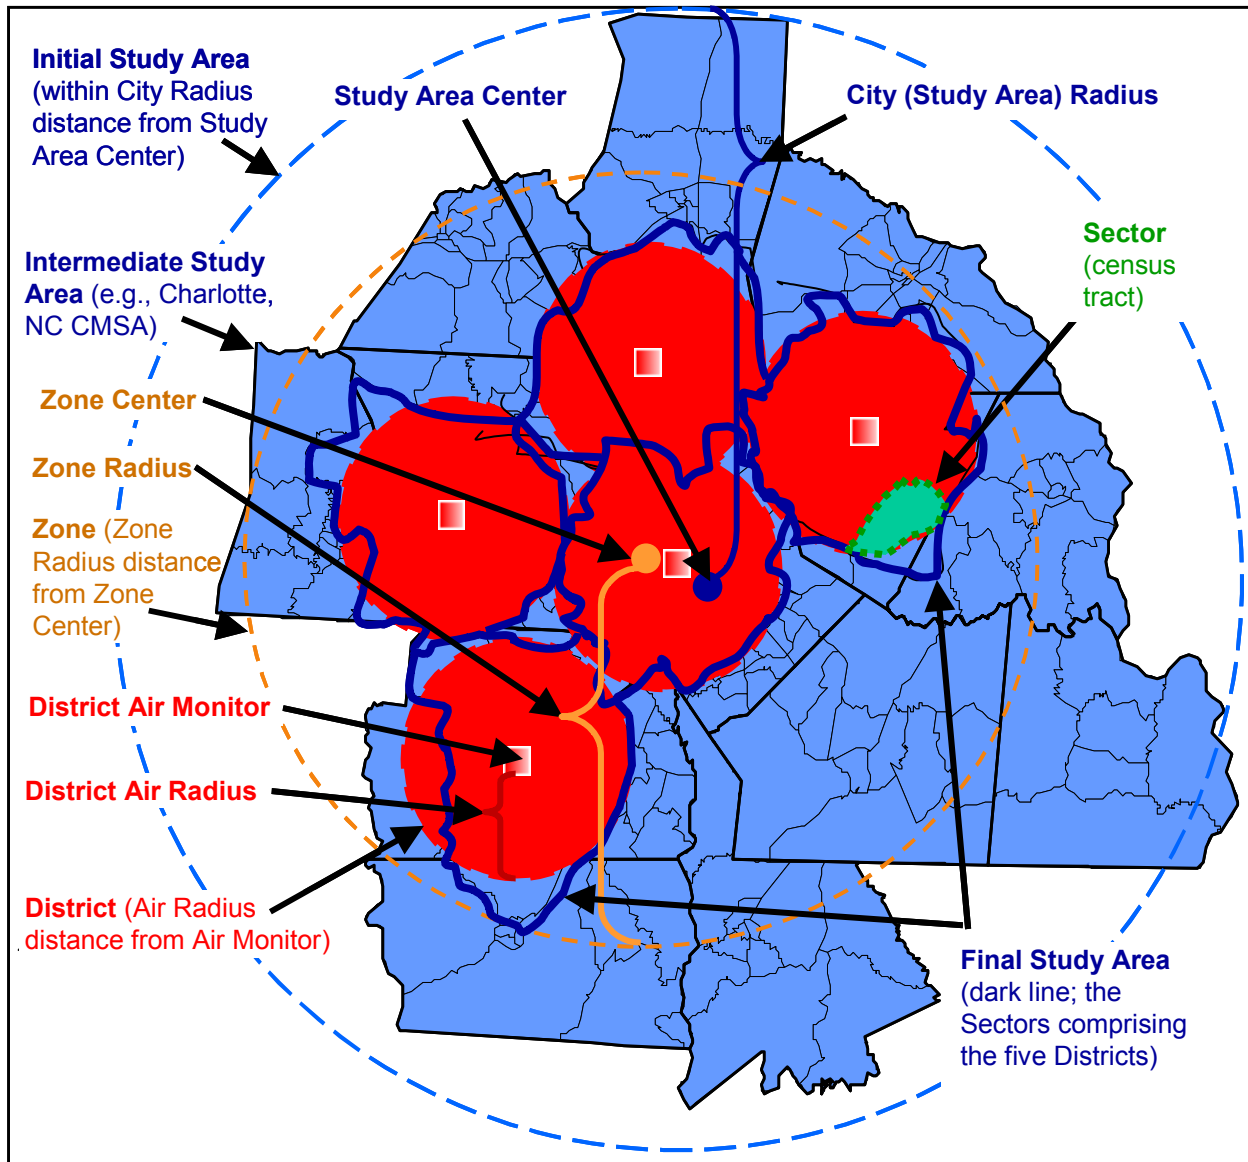 Initial Study Area
(within City Radius
distance from Study
Area Center)
Study Area Center
City (Study Area) Radius
Sector
(census
tract)
Intermediate Study
Area (e.g., Charlotte,
NC CMSA)
Zone Center
Zone Radius
Zone (Zone
Radius distance
from Zone
Center)
District Air Monitor
District Air Radius
District (Air Radius
distance from Air Monitor)
Final Study Area
(dark line; the
Sectors comprising
the five Districts)